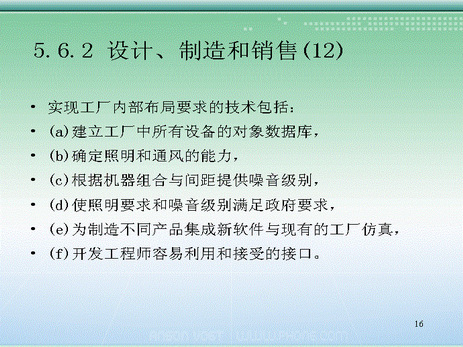 5.6.2 设计、制造和销售(12)
• 实现工厂内部布局要求的技术包括：
• (a)建立工厂中所有设备的对象数据库，
• (b)确定照明和通风的能力，
• (c)根据机器组合与间距提供噪音级别，
• (d)使照明要求和噪音级别满足政府要求，
• (e)为制造不同产品集成新软件与现有的工厂仿真，
• (f)开发工程师容易利用和接受的接口。
16